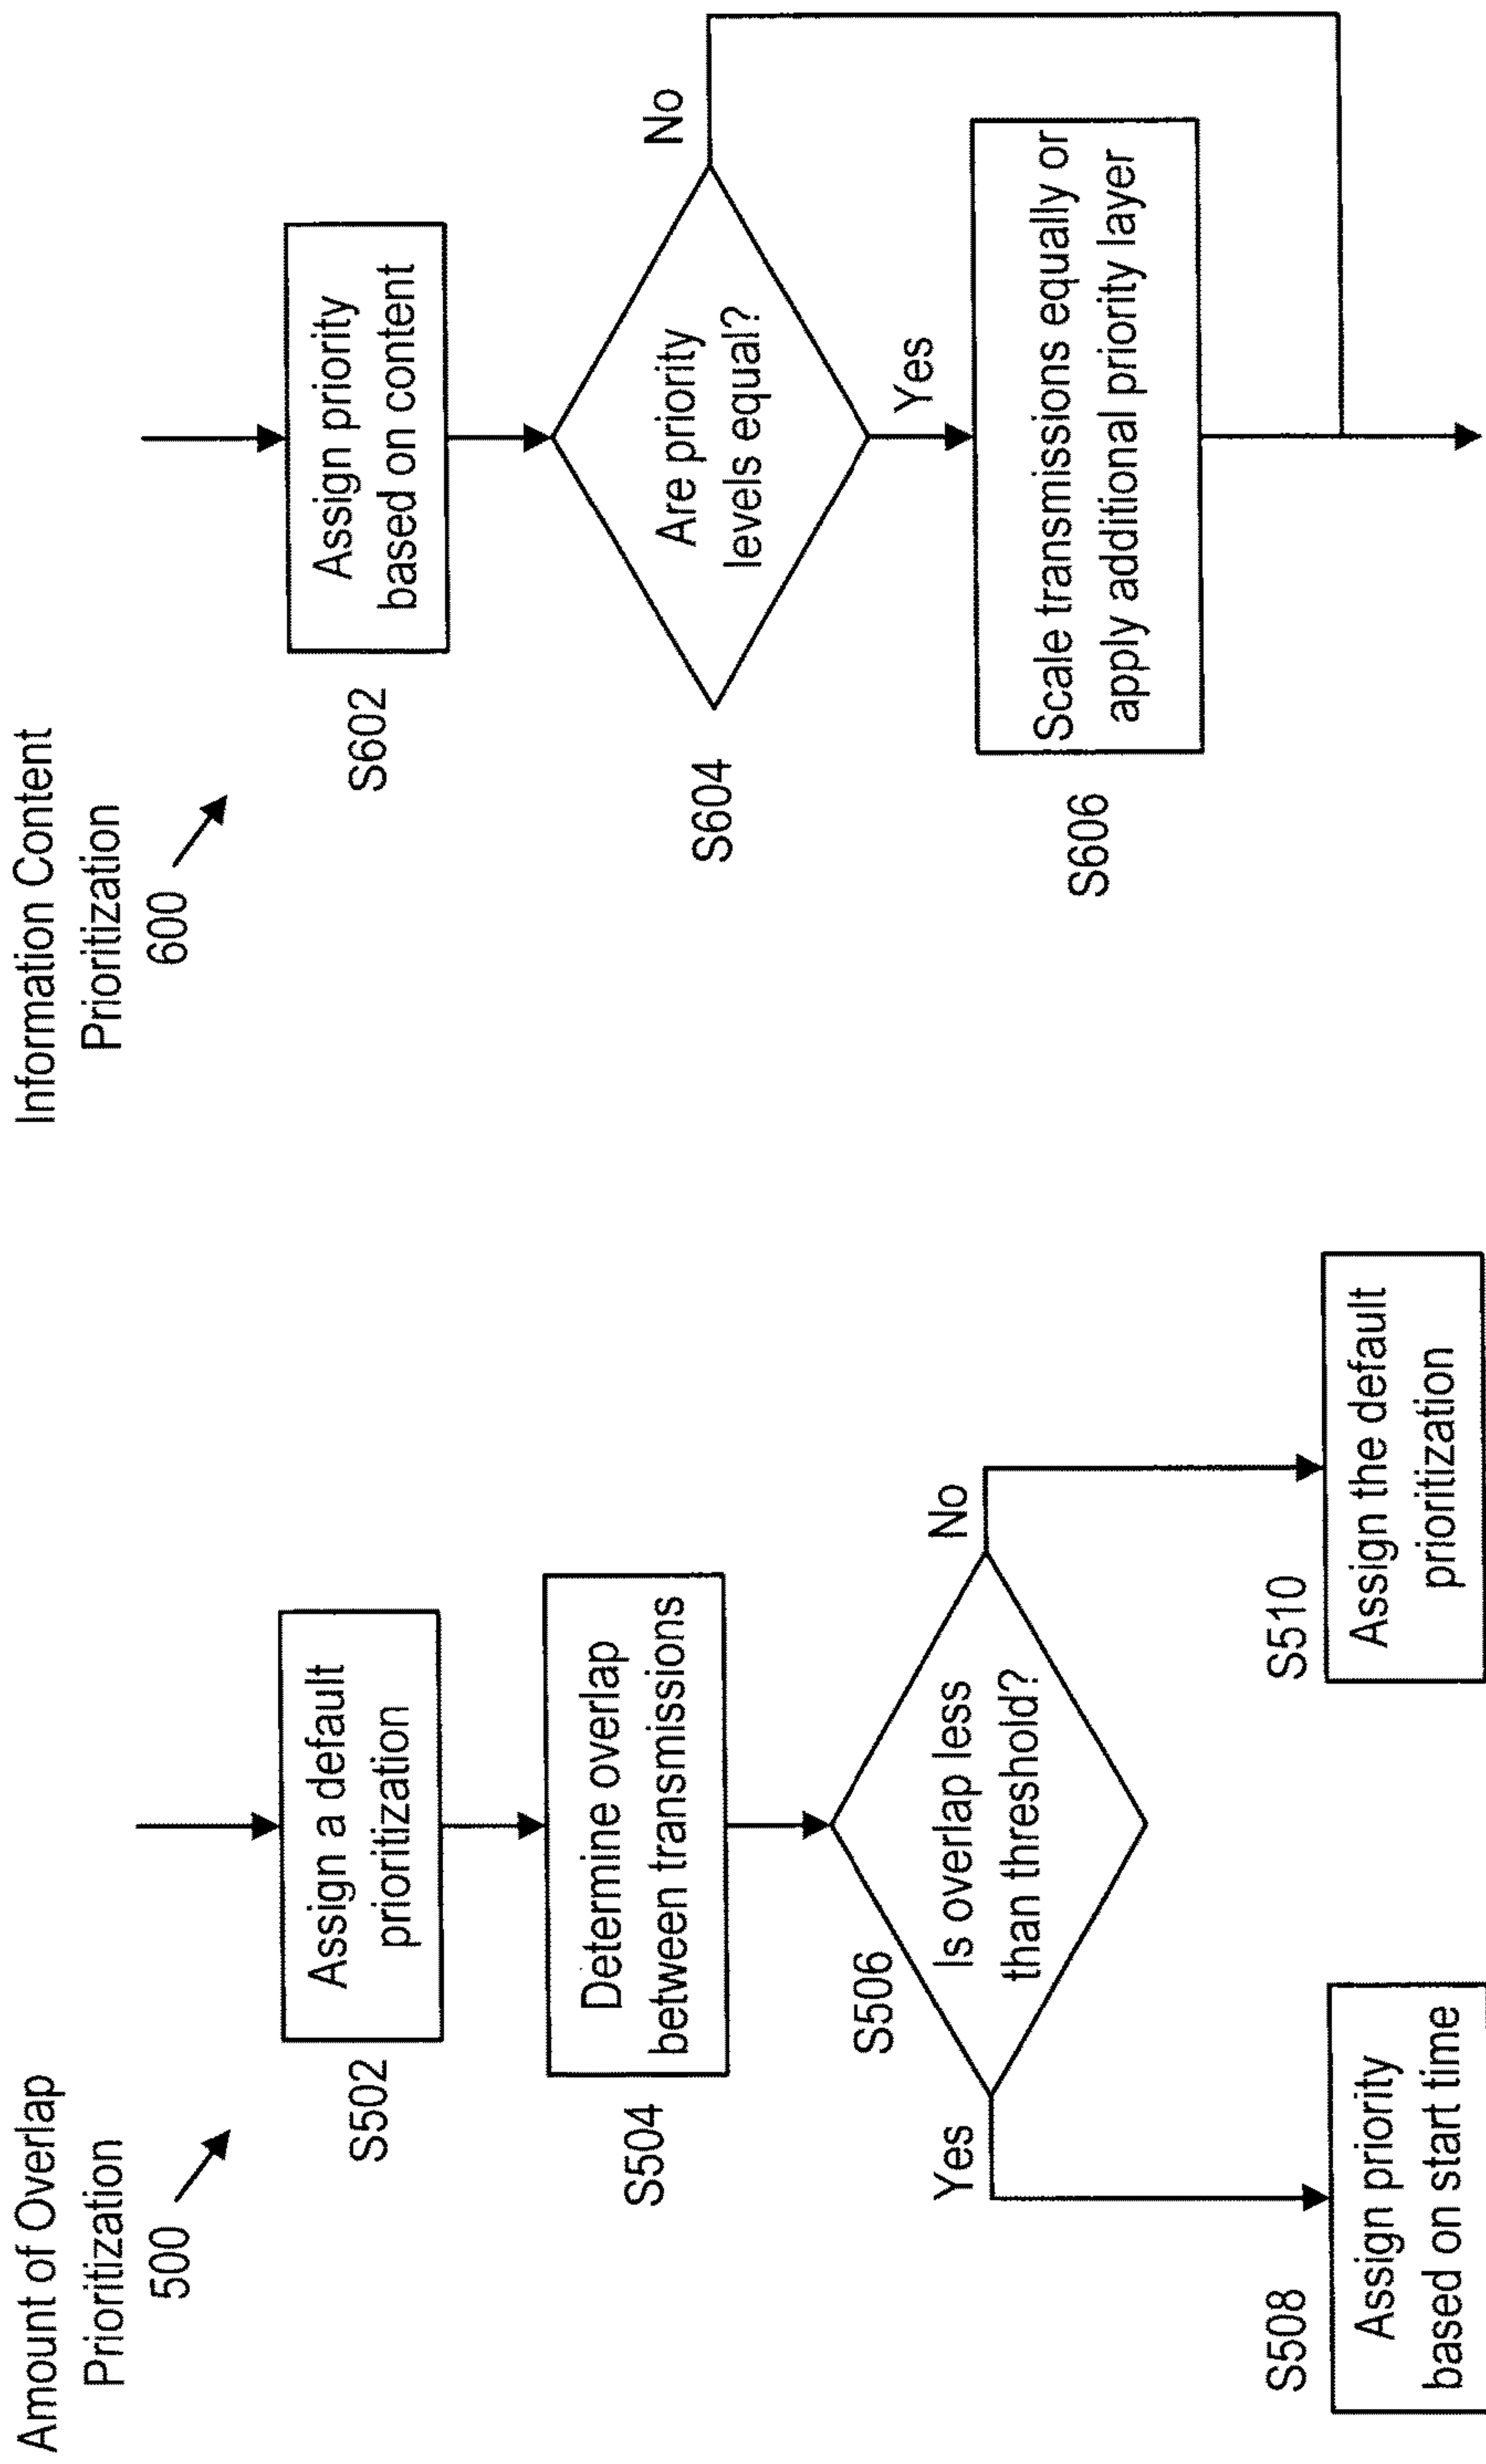 Amount of Overlap
Prioritization
500
S502
Assign a default
prioritization
S504
Determine overlap
between transmissions
S506
Is overlap less
than threshold?
Yes
No
S508
Assign priority
based on start time
S510
Assign the default
prioritization
Information Content
Prioritization
600
S602
Assign priority
based on content
S604
Are priority
levels equal?
No
Yes
S606
Scale transmissions equally or
apply additional priority layer